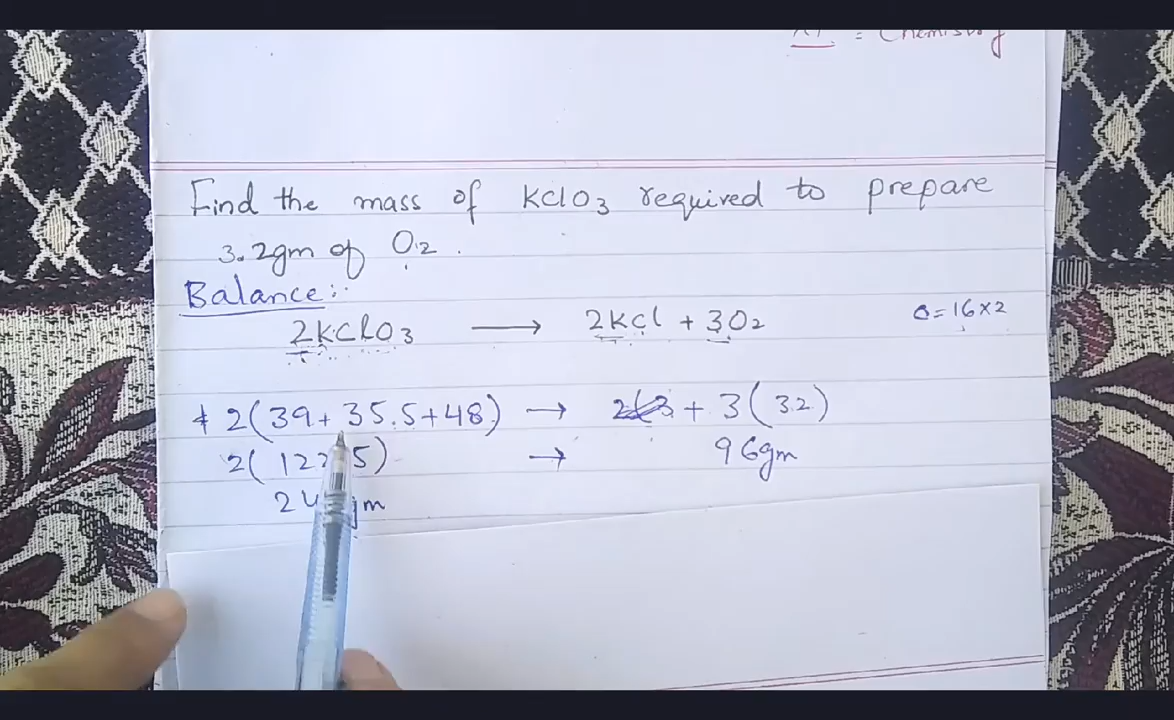 = Chemistry
Find the mass of KClO3 required to prepare
3.2gm of O2.
Balance:
2KClO3 → 2KCl + 3O2
O = 16×2
2(39+35.5+48) → + 3(32)
2( 5) → 96gm
gm